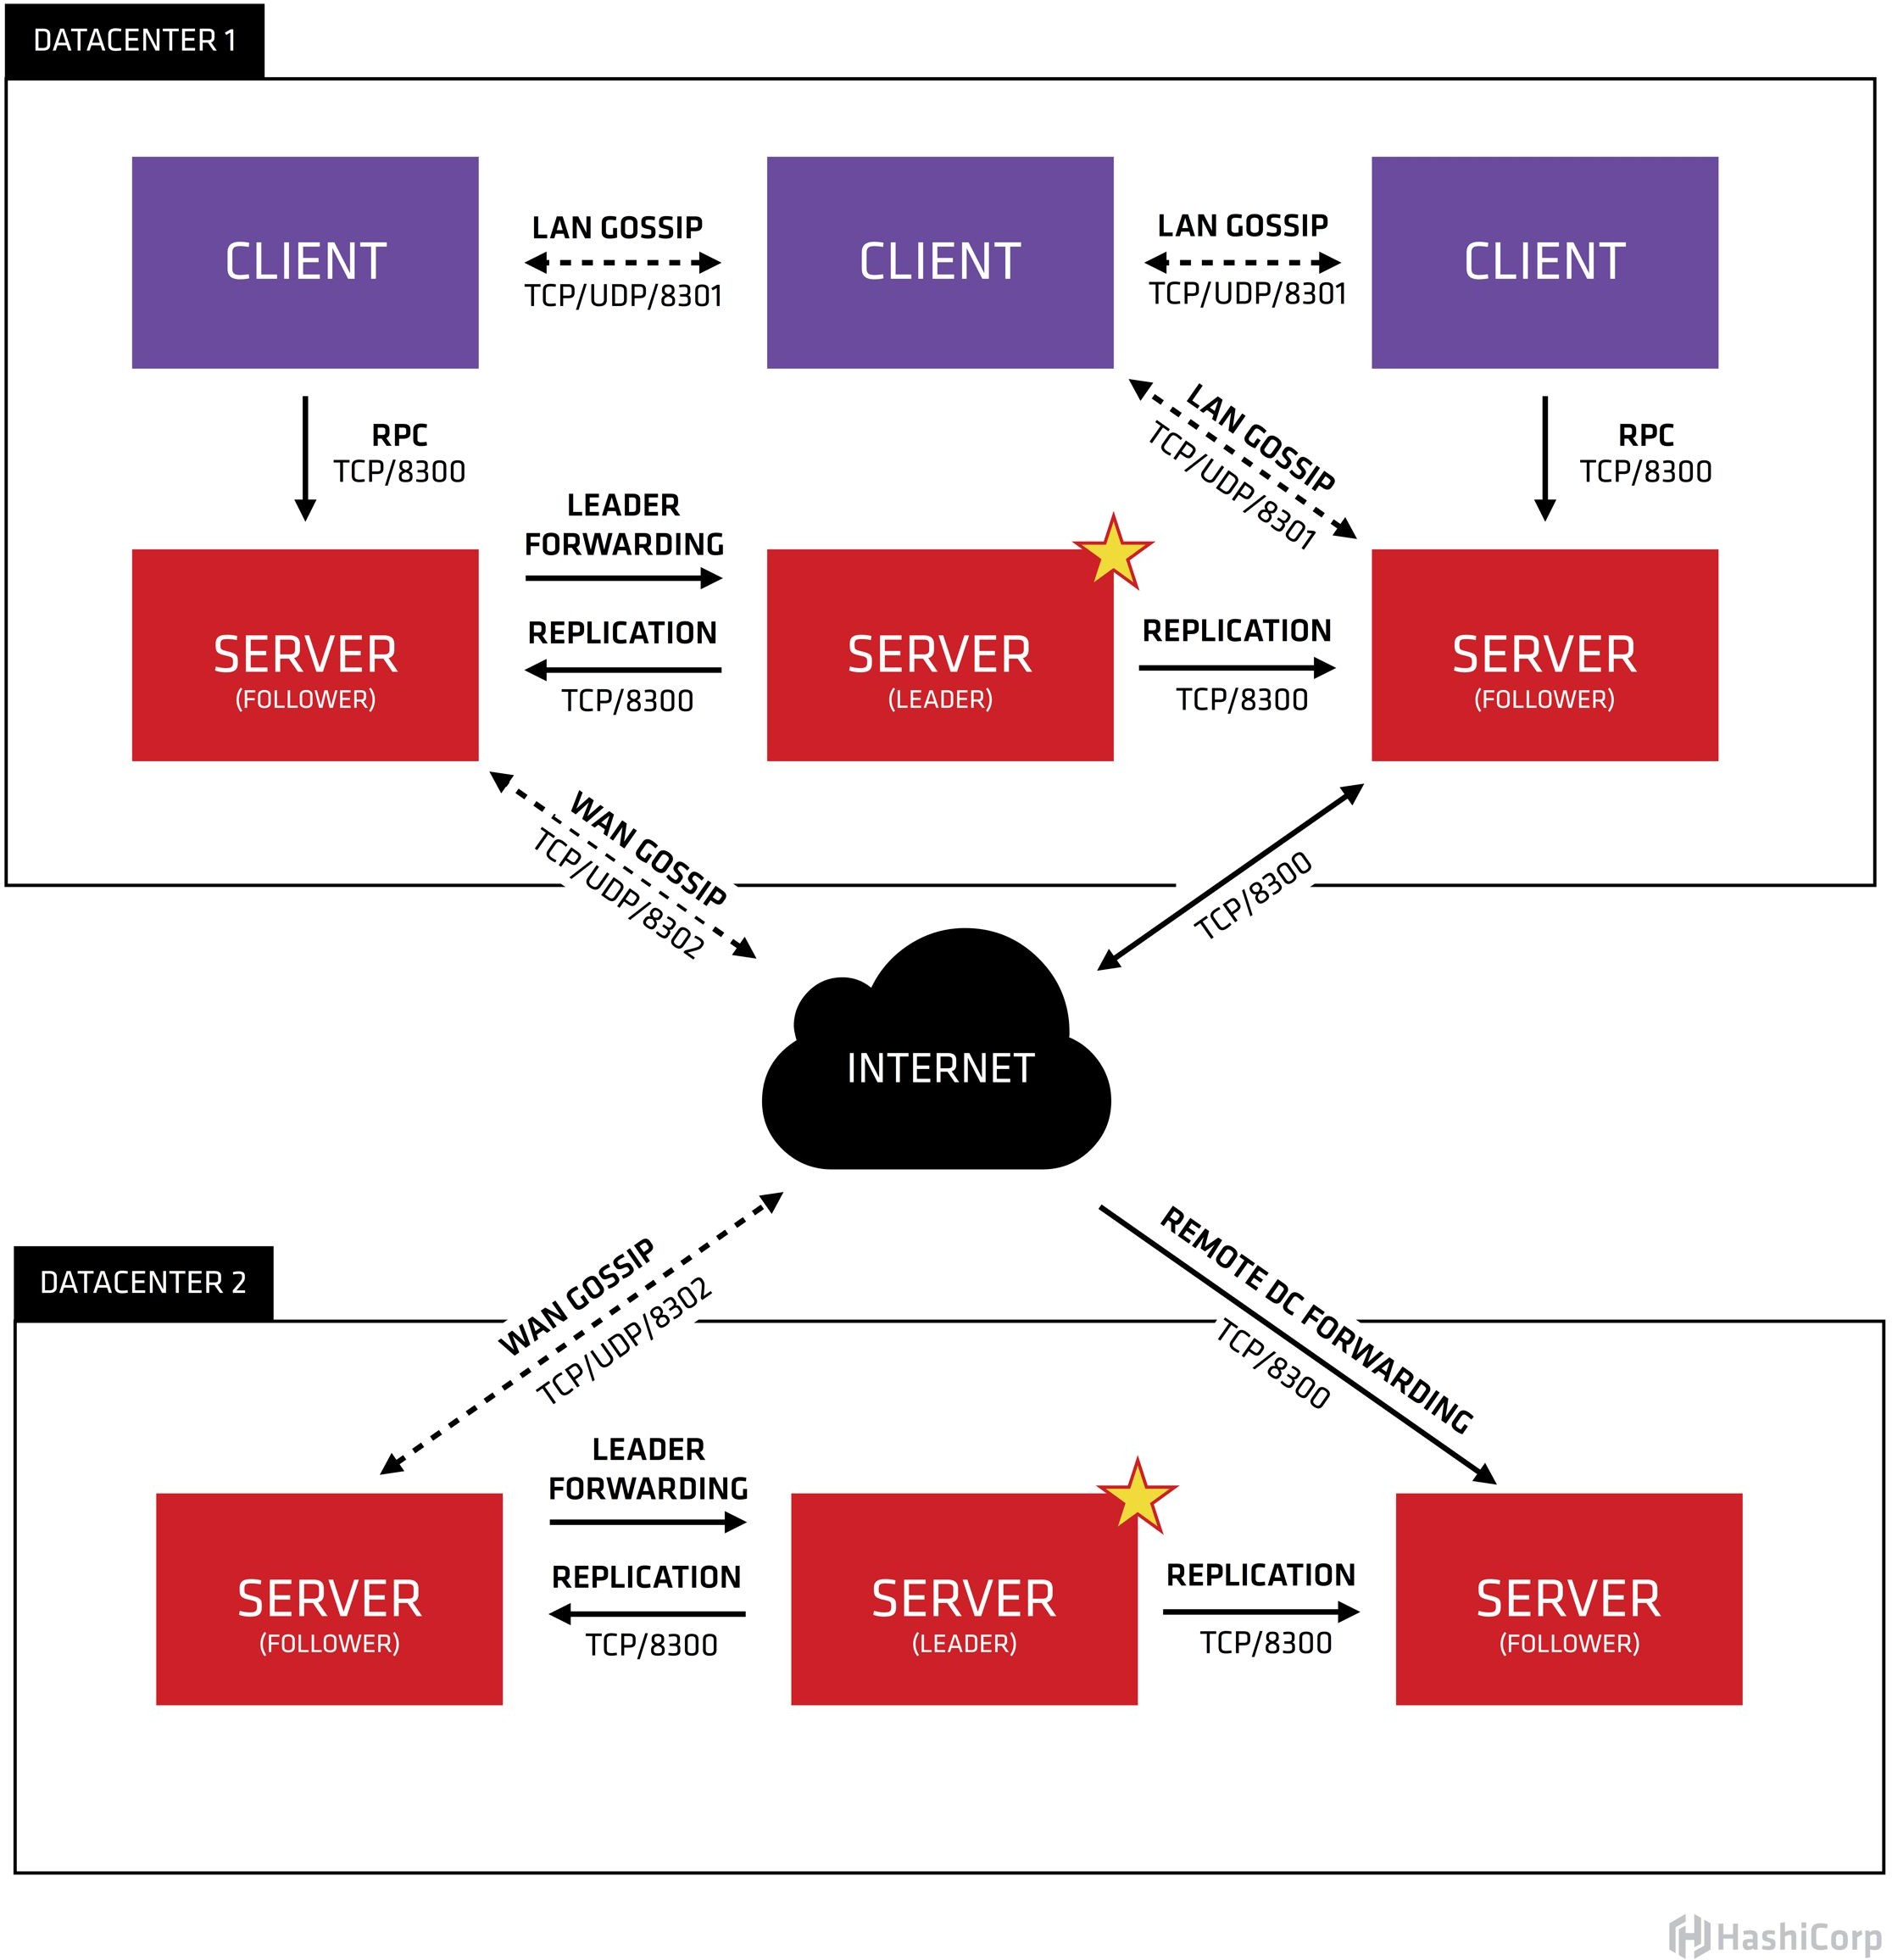 DATACENTER 1
CLIENT
LAN GOSSIP
TCP/UDP/8301
CLIENT
LAN GOSSIP
TCP/UDP/8301
CLIENT
RPC
TCP/8300
LAN GOSSIP
TCP/UDP/8301
RPC
TCP/8300
SERVER
(FOLLOWER)
LEADER
FORWARDING
REPLICATION
TCP/8300
SERVER
(LEADER)
REPLICATION
TCP/8300
SERVER
(FOLLOWER)
WAN GOSSIP
TCP/UDP/8302
TCP/8300
INTERNET
WAN GOSSIP
TCP/UDP/8302
REMOTE DC FORWARDING
TCP/8300
DATACENTER 2
SERVER
(FOLLOWER)
LEADER
FORWARDING
REPLICATION
TCP/8300
SERVER
(LEADER)
REPLICATION
TCP/8300
SERVER
(FOLLOWER)
HashiCorp